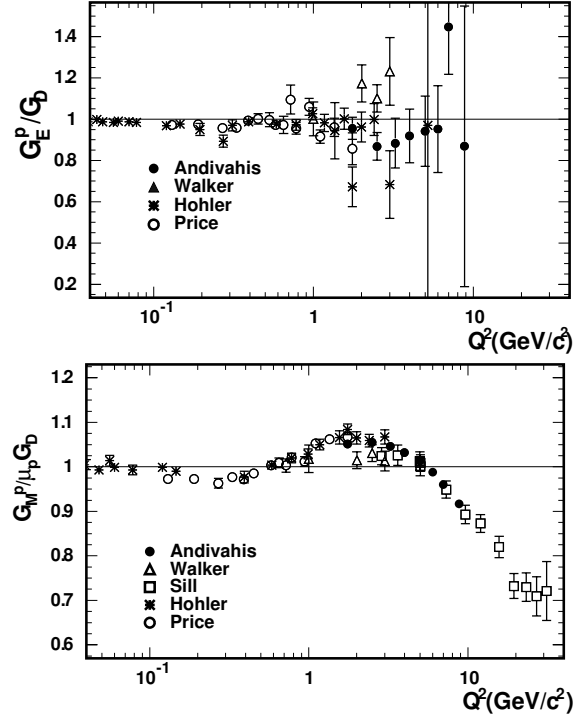 1.4
1.2
1
0.8
0.6
0.4
0.2
G_E^p/G_D
Andivahis
Walker
Hohler
Price
10^-1
1
10
Q^2(GeV/c^2)
1.2
1.1
1
0.9
0.8
0.7
0.6
G_M^p/μ_pG_D
Andivahis
Walker
Sill
Hohler
Price
10^-1
1
10
Q^2(GeV/c^2)